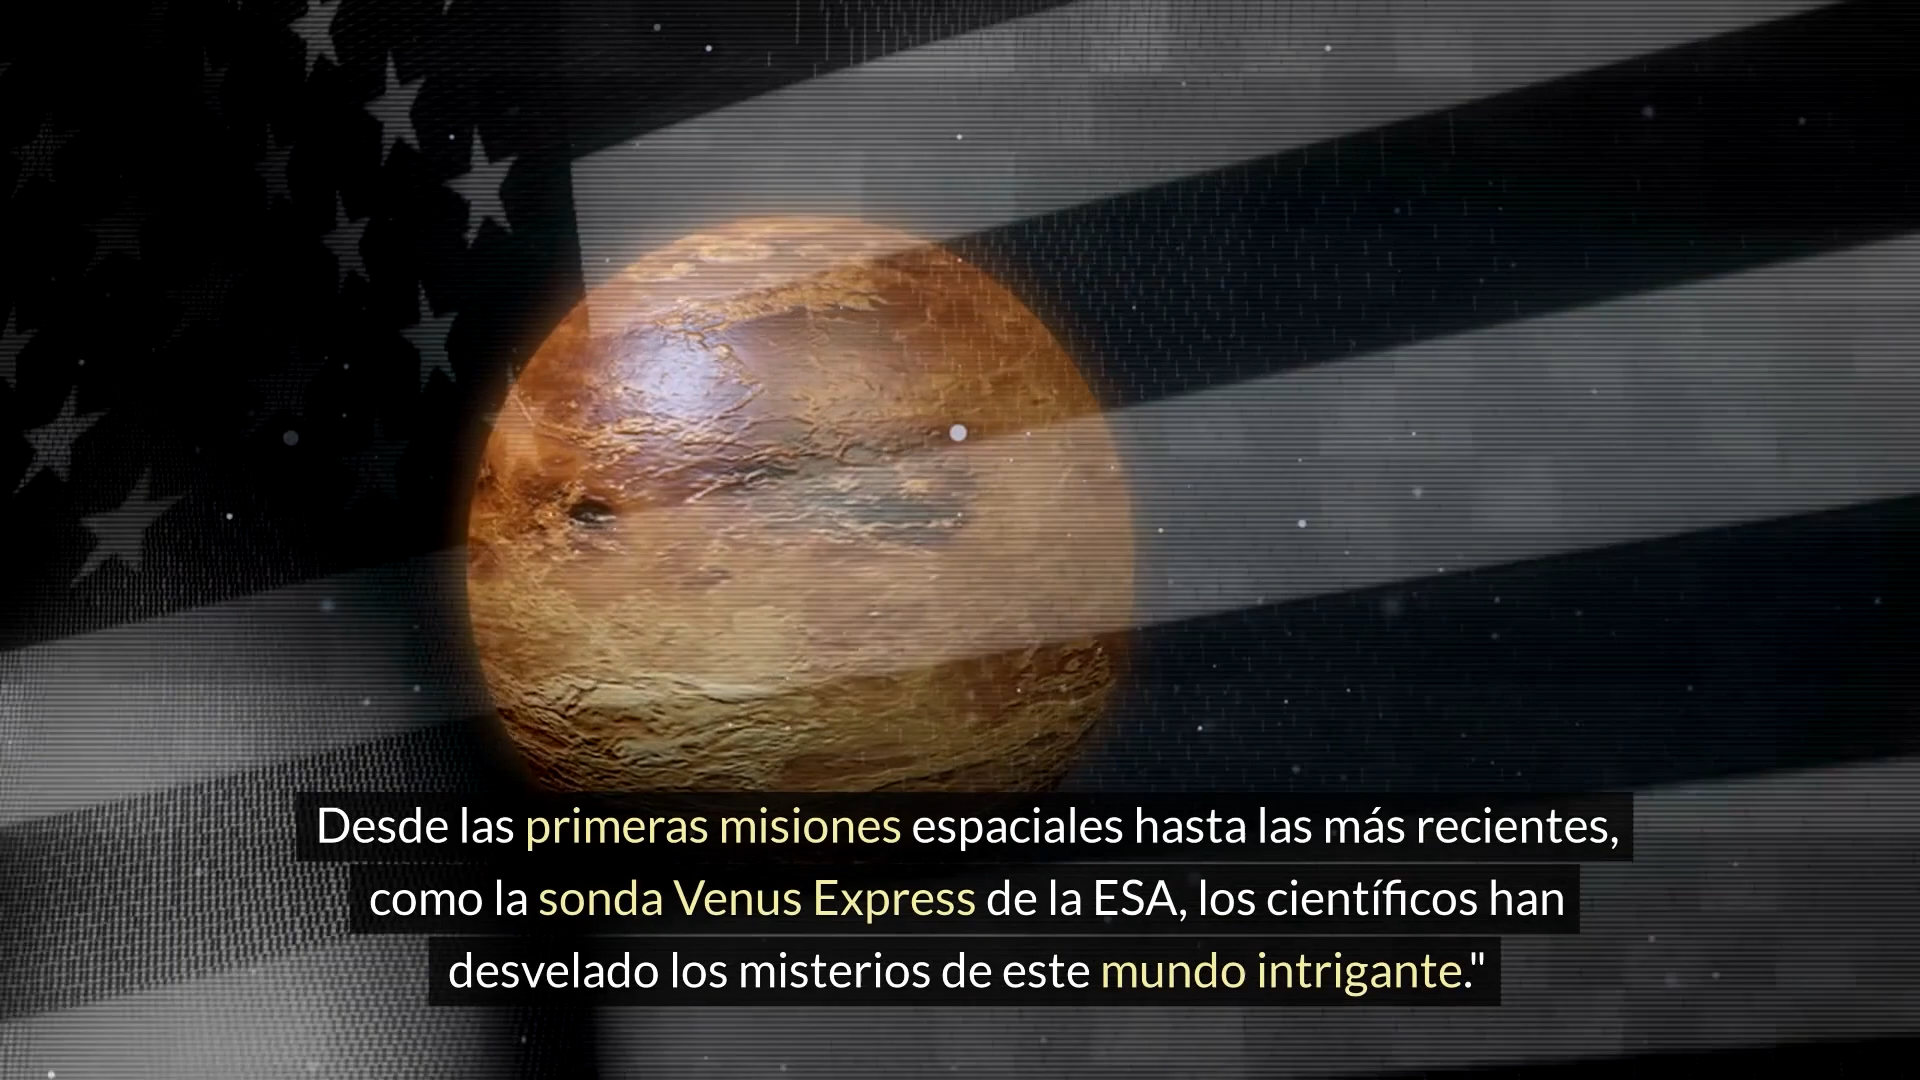 Desde las primeras misiones espaciales hasta las más recientes,
como la sonda Venus Express de la ESA, los científicos han
desvelado los misterios de este mundo intrigante."